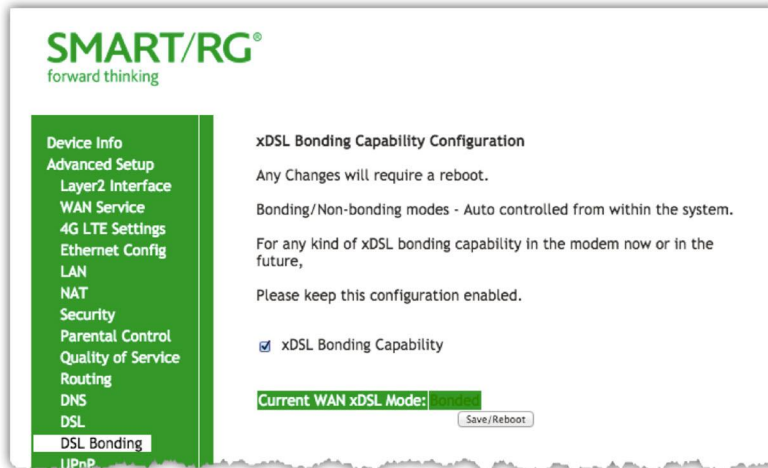 SMART/RG®
forward thinking
Device Info
Advanced Setup
Layer2 Interface
WAN Service
4G LTE Settings
Ethernet Config
LAN
NAT
Security
Parental Control
Quality of Service
Routing
DNS
DSL
DSL Bonding
UPnP
xDSL Bonding Capability Configuration
Any Changes will require a reboot.
Bonding/Non-bonding modes - Auto controlled from within the system.
For any kind of xDSL bonding capability in the modem now or in the
future,
Please keep this configuration enabled.
xDSL Bonding Capability
Current WAN xDSL Mode: Bonded
Save/Reboot